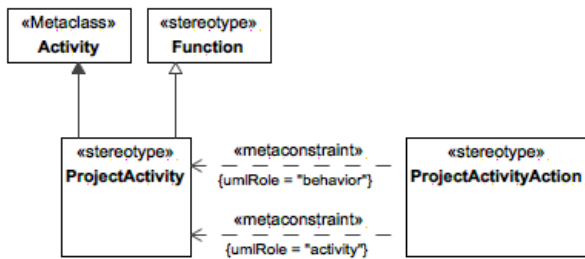 «Metaclass»
Activity
«stereotype»
Function
«stereotype»
ProjectActivity
«metaconstraint»
{umlRole = "behavior"}
«metaconstraint»
{umlRole = "activity"}
«stereotype»
ProjectActivityAction